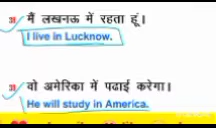 मैं लखनऊ में रहता हूं।
I live in Lucknow.
वो अमेरिका में पढाई करेगा।
He will study in America.